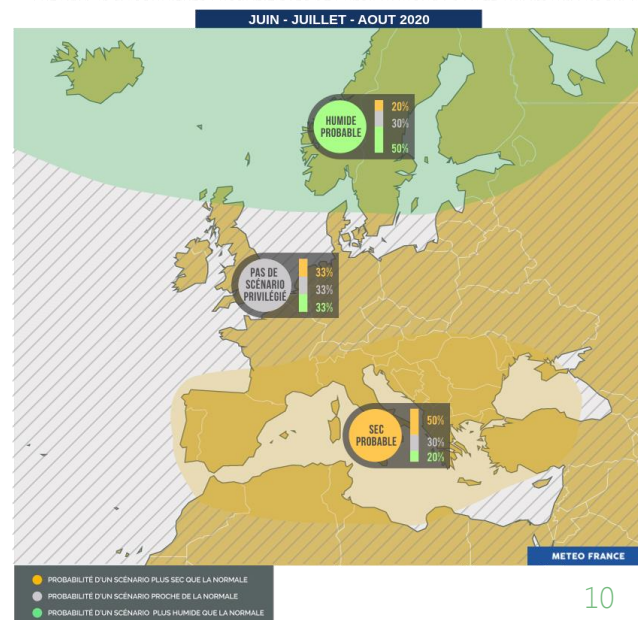 JUIN - JUILLET - AOUT 2020
HUMIDE
PROBABLE
20%
30%
50%
PAS DE
SCÉNARIO
PRIVILÉGIÉ
33%
33%
33%
SEC
PROBABLE
50%
30%
20%
METEO FRANCE
PROBABILITÉ D'UN SCÉNARIO PLUS SEC QUE LA NORMALE
PROBABILITÉ D'UN SCÉNARIO PROCHE DE LA NORMALE
PROBABILITÉ D'UN SCÉNARIO PLUS HUMIDE QUE LA NORMALE
10